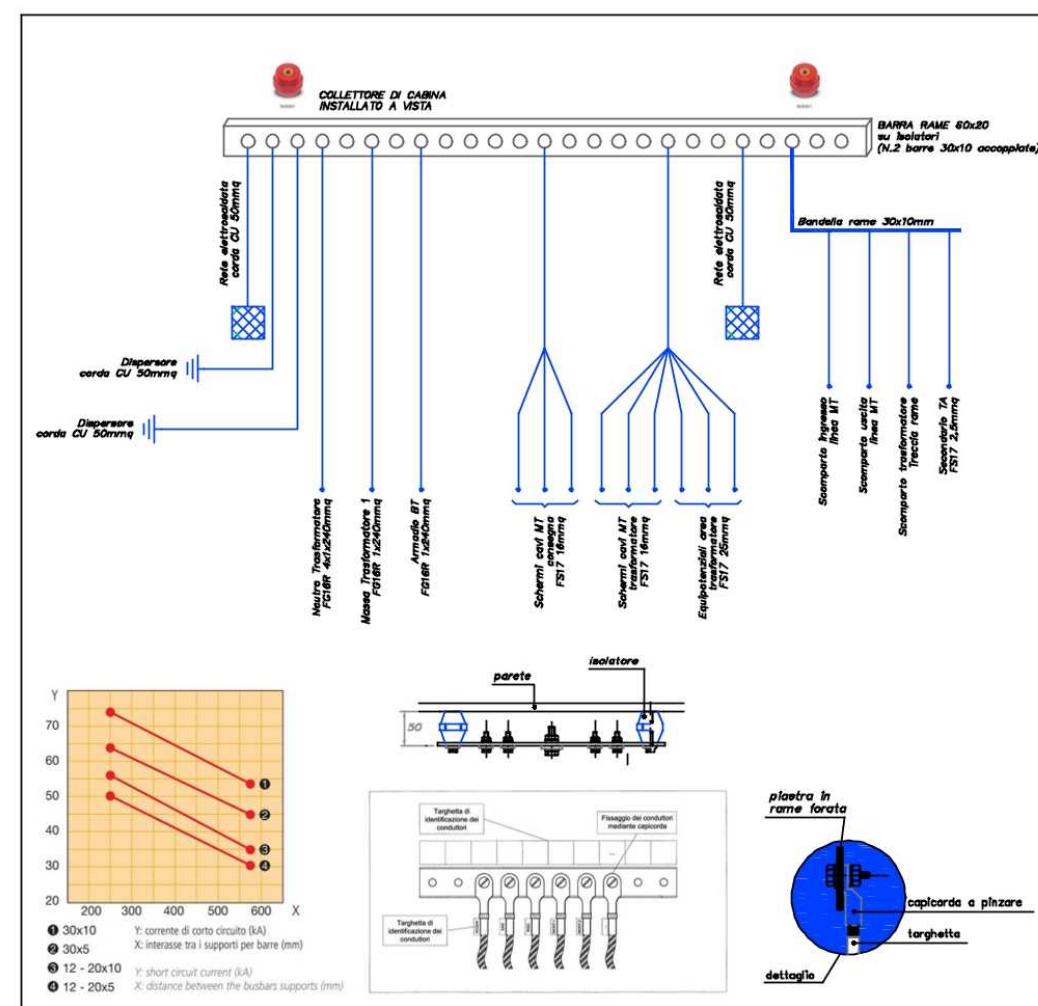 COLLETTORE DI CABINA
INSTALLATO A VISTA
BARRA RAME 60x20
su isolatori
(N.2 barre 30x10 accoppiate)
Rete elettrosaldata
corda CU 50mmq
Rete elettrosaldata
corda CU 50mmq
Bandella rame 30x10mm
Dispersore
corda CU 50mmq
Dispersore
corda CU 50mmq
Neutro Trasformatore
FG16R 4x1x240mmq
Massa Trasformatore 1
FG16R 1x240mmq
Armadio BT
FG16R 1x240mmq
Schermi cavi MT
consegna
FS17 16mmq
Schermi cavi MT
trasformatore
FS17 16mmq
Equipotenziali area
trasformatore
FS17 25mmq
Scomparto ingresso
linea MT
Scomparto uscita
linea MT
Scomparto trasformatore
Treccia rame
Secondario TA
FS17 2,5mmq
Y
70
60
50
40
30
20
200 300 400 500 600 X
1
2
3
4
1 30x10
2 30x5
3 12 - 20x10
4 12 - 20x5
Y: corrente di corto circuito (kA)
X: interasse tra i supporti per barre (mm)
Y: short circuit current (kA)
X: distance between the busbars supports (mm)
parete
isolatore
50
Targhetta di
identificazione dei
conduttori
Fissaggio dei conduttori
mediante capicorda
Targhetta di
identificazione dei
conduttori
piastra in
rame forata
capicorda a pinzare
targhetta
dettaglio